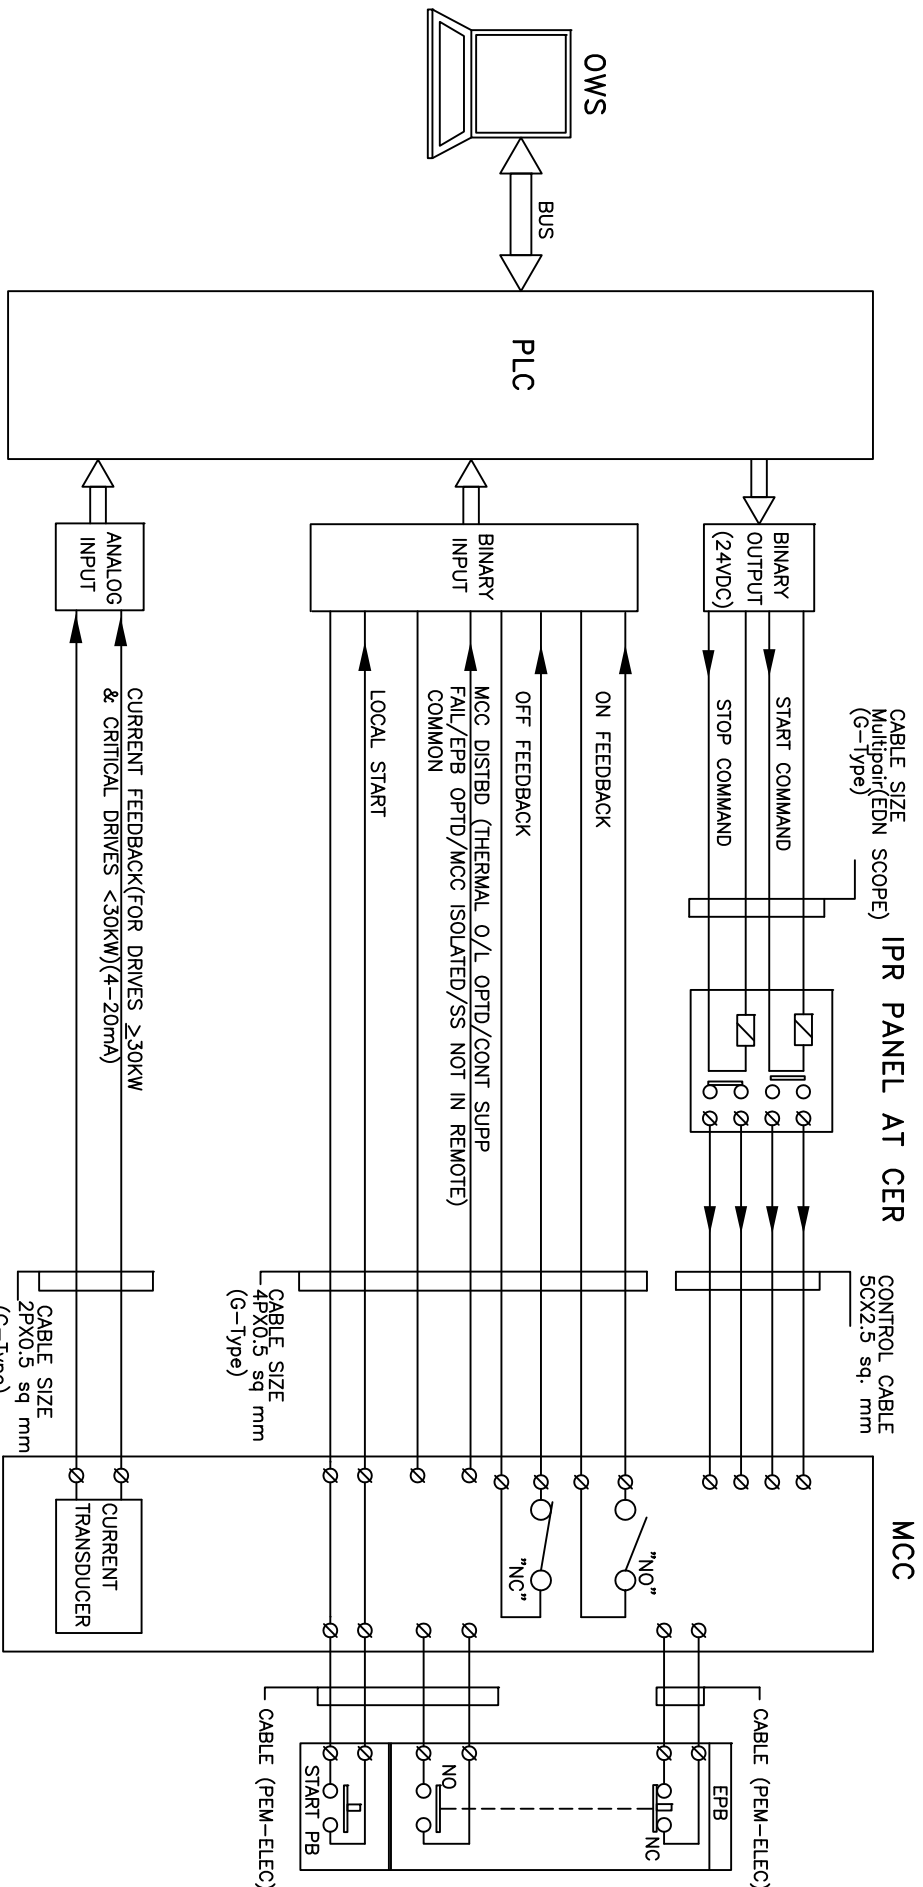 OWS
BUS
PLC
BINARY
OUTPUT
(24VDC)
BINARY
INPUT
ANALOG
INPUT
CABLE SIZE
Multipair(EDN SCOPE)
(G-Type)
IPR PANEL AT CER
START COMMAND
STOP COMMAND
ON FEEDBACK
OFF FEEDBACK
MCC DISTBD (THERMAL O/L OPTD/CONT SUPP
FAIL/EPB OPTD/MCC ISOLATED/SS NOT IN REMOTE)
COMMON
LOCAL START
CURRENT FEEDBACK(FOR DRIVES ≥30KW
& CRITICAL DRIVES <30KW)(4-20mA)
CONTROL CABLE
5CX2.5 sq. mm
CABLE SIZE
4PX0.5 sq mm
(G-Type)
CABLE SIZE
2PX0.5 sq mm
(G-Type)
MCC
"NO"
"NC"
CURRENT
TRANSDUCER
CABLE (PEM-ELEC)
CABLE (PEM-ELEC)
EPB
NC
NO
START PB